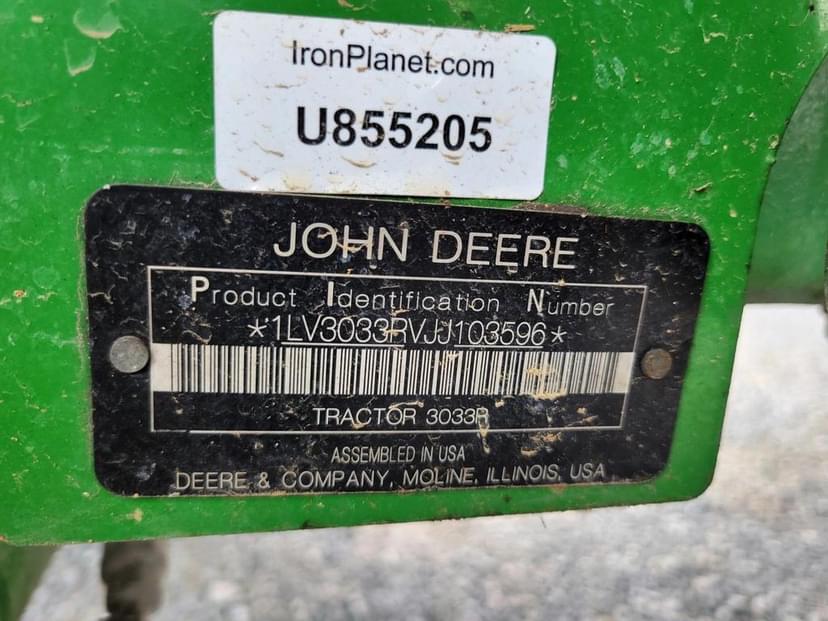 IronPlanet.com
U855205
JOHN DEERE
Product Identification Number
*1LV3033RVJJ103596*
TRACTOR 3033R
ASSEMBLED IN USA
DEERE & COMPANY, MOLINE, ILLINOIS, USA